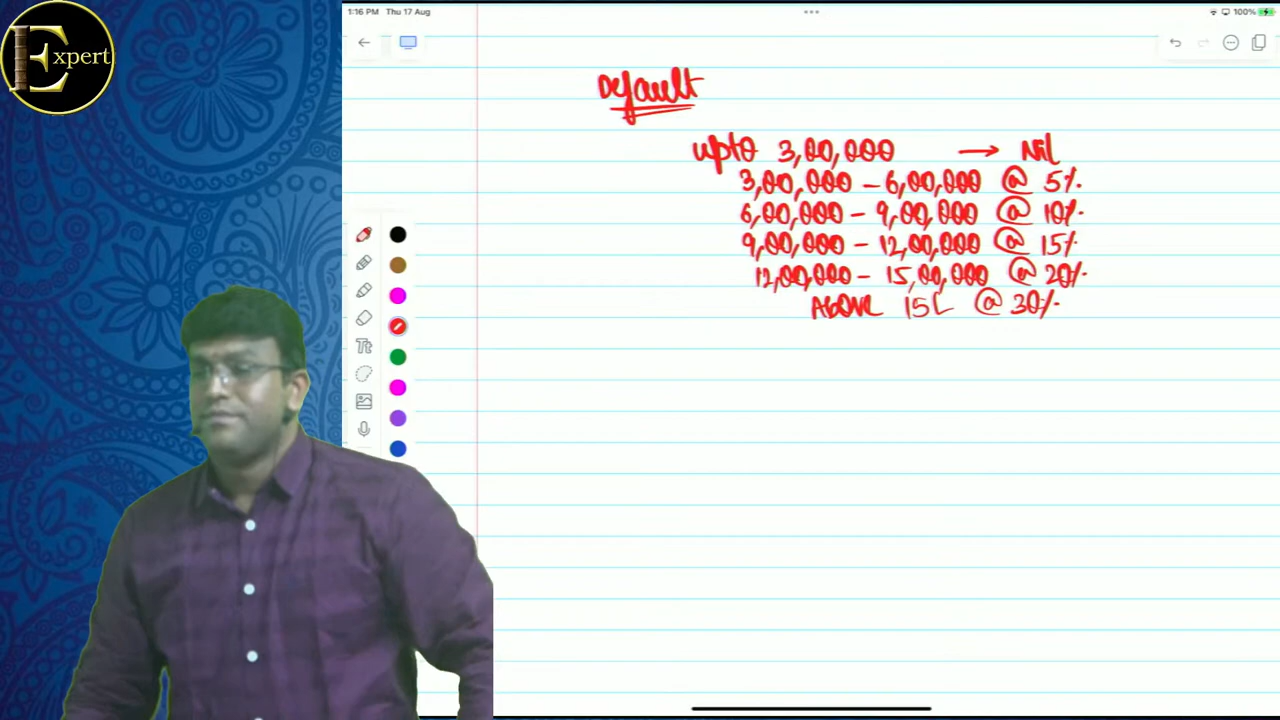 Expert
1:16 PM Thu 17 Aug
100%
Default
upto 3,00,000 → Nil
3,00,000 – 6,00,000 @ 5%
6,00,000 – 9,00,000 @ 10%
9,00,000 – 12,00,000 @ 15%
12,00,000 – 15,00,000 @ 20%
Above 15L @ 30%
Tt